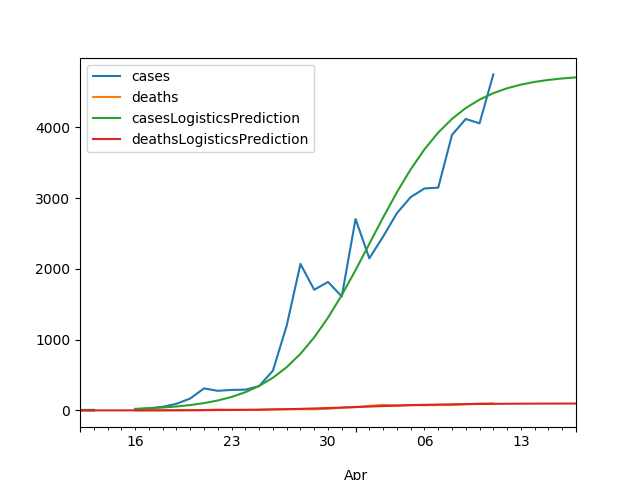 cases
deaths
casesLogisticsPrediction
deathsLogisticsPrediction
4000
3000
2000
1000
0
16 23 30 06 13
Apr